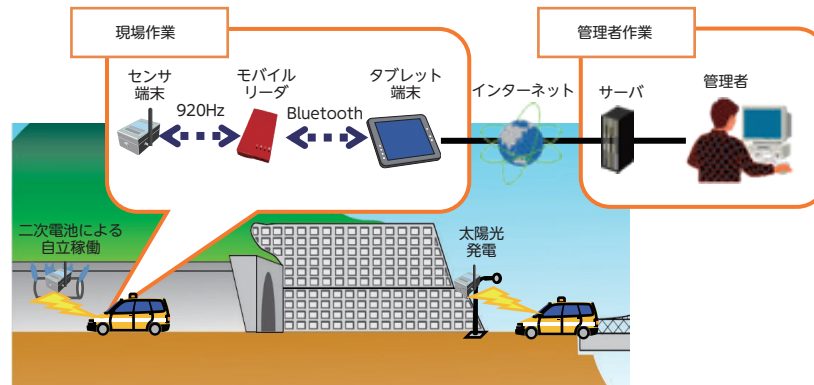 現場作業
管理者作業
センサ
端末
モバイル
リーダ
タブレット
端末
インターネット
サーバ
管理者
920Hz
Bluetooth
二次電池による
自立稼働
太陽光
発電